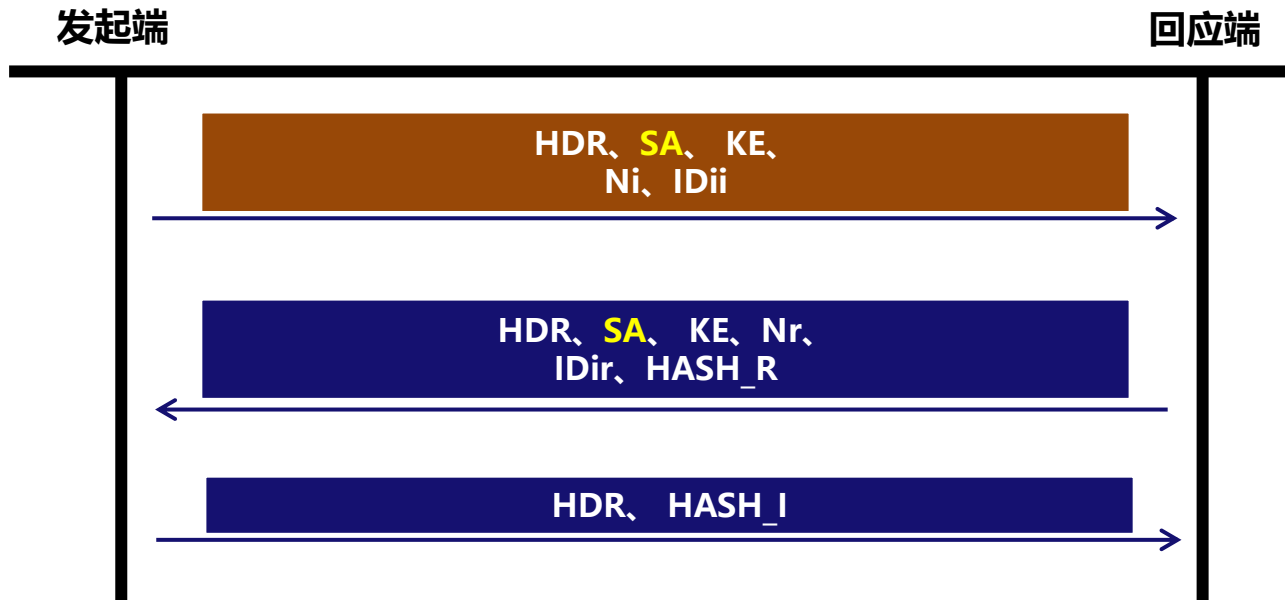 发起端
回应端
HDR、SA、 KE、
Ni、IDii
HDR、SA、 KE、Nr、
IDir、HASH_R
HDR、 HASH_I